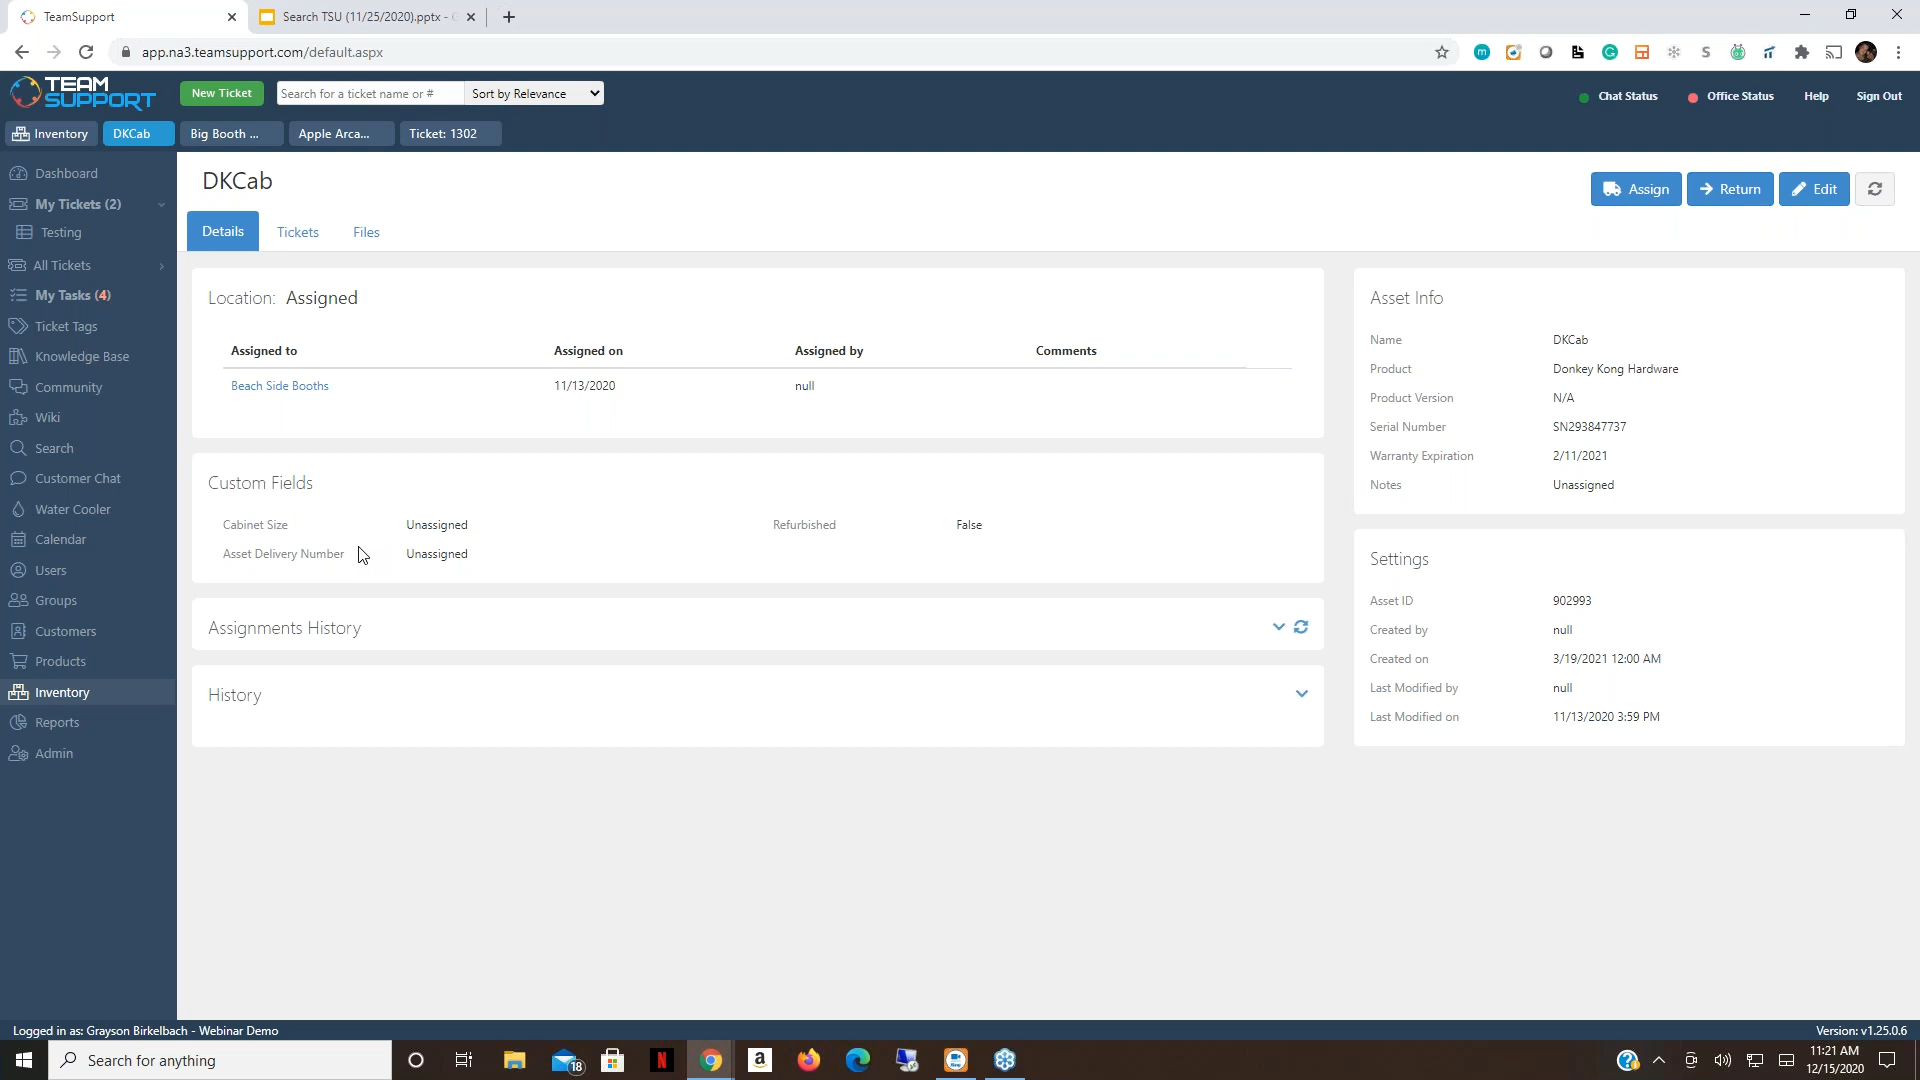 TeamSupport
Search TSU (11/25/2020).pptx - G
app.na3.teamsupport.com/default.aspx
TEAM
SUPPORT
New Ticket
Search for a ticket name or #
Sort by Relevance
Chat Status
Office Status
Help
Sign Out
Inventory
DKCab
Big Booth ...
Apple Arca...
Ticket: 1302
Dashboard
My Tickets (2)
Testing
All Tickets
My Tasks (4)
Ticket Tags
Knowledge Base
Community
Wiki
Search
Customer Chat
Water Cooler
Calendar
Users
Groups
Customers
Products
Inventory
Reports
Admin
DKCab
Assign
Return
Edit
Details
Tickets
Files
Location: Assigned
Assigned to Assigned on Assigned by Comments
Beach Side Booths 11/13/2020 null
Custom Fields
Cabinet Size Unassigned Refurbished False
Asset Delivery Number Unassigned
Assignments History
History
Asset Info
Name DKCab
Product Donkey Kong Hardware
Product Version N/A
Serial Number SN293847737
Warranty Expiration 2/11/2021
Notes Unassigned
Settings
Asset ID 902993
Created by null
Created on 3/19/2021 12:00 AM
Last Modified by null
Last Modified on 11/13/2020 3:59 PM
Logged in as: Grayson Birkelbach - Webinar Demo
Version: v1.25.0.6
Search for anything
18
11:21 AM
12/15/2020